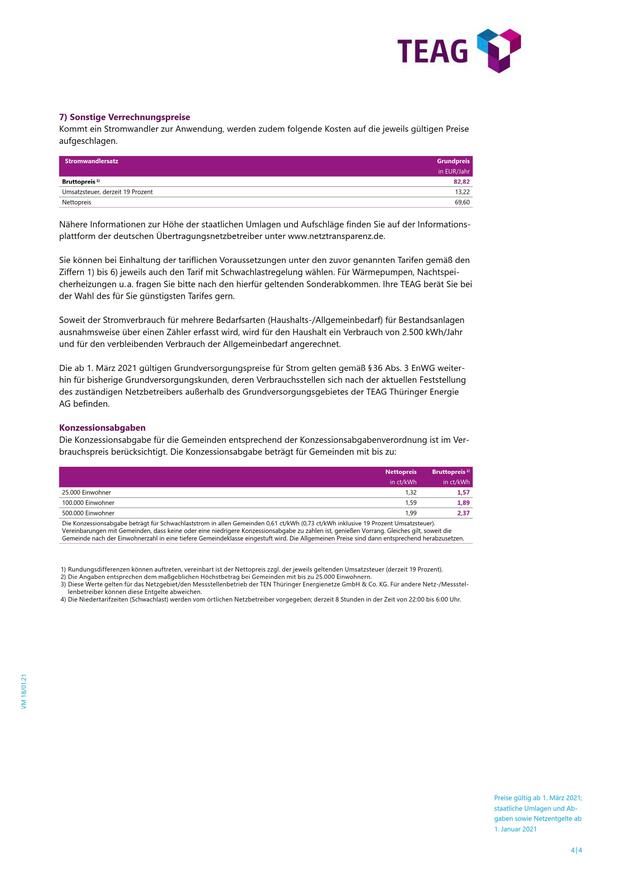 TEAG
7) Sonstige Verrechnungspreise
Kommt ein Stromwandler zur Anwendung, werden zudem folgende Kosten auf die jeweils gültigen Preise
aufgeschlagen.
Stromwandlersatz Grundpreis
in EUR/Jahr
Bruttopreis 1) 82,82
Umsatzsteuer, derzeit 19 Prozent 13,22
Nettopreis 69,60
Nähere Informationen zur Höhe der staatlichen Umlagen und Aufschläge finden Sie auf der Informations-
plattform der deutschen Übertragungsnetzbetreiber unter www.netztransparenz.de.
Sie können bei Einhaltung der tariflichen Voraussetzungen unter den zuvor genannten Tarifen gemäß den
Ziffern 1) bis 6) jeweils auch den Tarif mit Schwachlastregelung wählen. Für Wärmepumpen, Nachtspei-
cherheizungen u.a. fragen Sie bitte nach den hierfür geltenden Sonderabkommen. Ihre TEAG berät Sie bei
der Wahl des für Sie günstigsten Tarifes gern.
Soweit der Stromverbrauch für mehrere Bedarfsarten (Haushalts-/Allgemeinbedarf) für Bestandsanlagen
ausnahmsweise über einen Zähler erfasst wird, wird für den Haushalt ein Verbrauch von 2.500 kWh/Jahr
und für den verbleibenden Verbrauch der Allgemeinbedarf angerechnet.
Die ab 1. März 2021 gültigen Grundversorgungspreise für Strom gelten gemäß §36 Abs. 3 EnWG weiter-
hin für bisherige Grundversorgungskunden, deren Verbrauchsstellen sich nach der aktuellen Feststellung
des zuständigen Netzbetreibers außerhalb des Grundversorgungsgebietes der TEAG Thüringer Energie
AG befinden.
Konzessionsabgaben
Die Konzessionsabgabe für die Gemeinden entsprechend der Konzessionsabgabenverordnung ist im Ver-
brauchspreis berücksichtigt. Die Konzessionsabgabe beträgt für Gemeinden mit bis zu:
Nettopreis Bruttopreis 1)
in ct/kWh in ct/kWh
25.000 Einwohner 1,32 1,57
100.000 Einwohner 1,59 1,89
500.000 Einwohner 1,99 2,37
Die Konzessionsabgabe beträgt für Schwachlaststrom in allen Gemeinden 0,61 ct/kWh (0,73 ct/kWh inklusive 19 Prozent Umsatzsteuer).
Vereinbarungen mit Gemeinden, dass keine oder eine niedrigere Konzessionsabgabe zu zahlen ist, genießen Vorrang. Gleiches gilt, soweit die
Gemeinde nach der Einwohnerzahl in eine tiefere Gemeindeklasse eingestuft wird. Die Allgemeinen Preise sind dann entsprechend herabzusetzen.
1) Rundungsdifferenzen können auftreten, vereinbart ist der Nettopreis zzgl. der jeweils geltenden Umsatzsteuer (derzeit 19 Prozent).
2) Die Angaben entsprechen dem maßgeblichen Höchstbetrag bei Gemeinden mit bis zu 25.000 Einwohnern.
3) Diese Werte gelten für das Netzgebiet/den Messstellenbetrieb der TEN Thüringer Energienetze GmbH & Co. KG. Für andere Netz-/Messstel-
lenbetreiber können diese Entgelte abweichen.
4) Die Niedertarifzeiten (Schwachlast) werden vom örtlichen Netzbetreiber vorgegeben; derzeit 8 Stunden in der Zeit von 22:00 bis 6:00 Uhr.
VM 18/01.21
Preise gültig ab 1. März 2021;
staatliche Umlagen und Ab-
gaben sowie Netzentgelte ab
1. Januar 2021
4|4